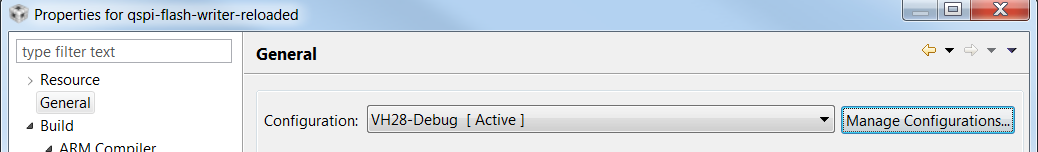 Properties for qspi-flash-writer-reloaded
type filter text
General
Resource
General
Configuration: VH28-Debug [ Active ] Manage Configurations...
Build
ARM Compiler